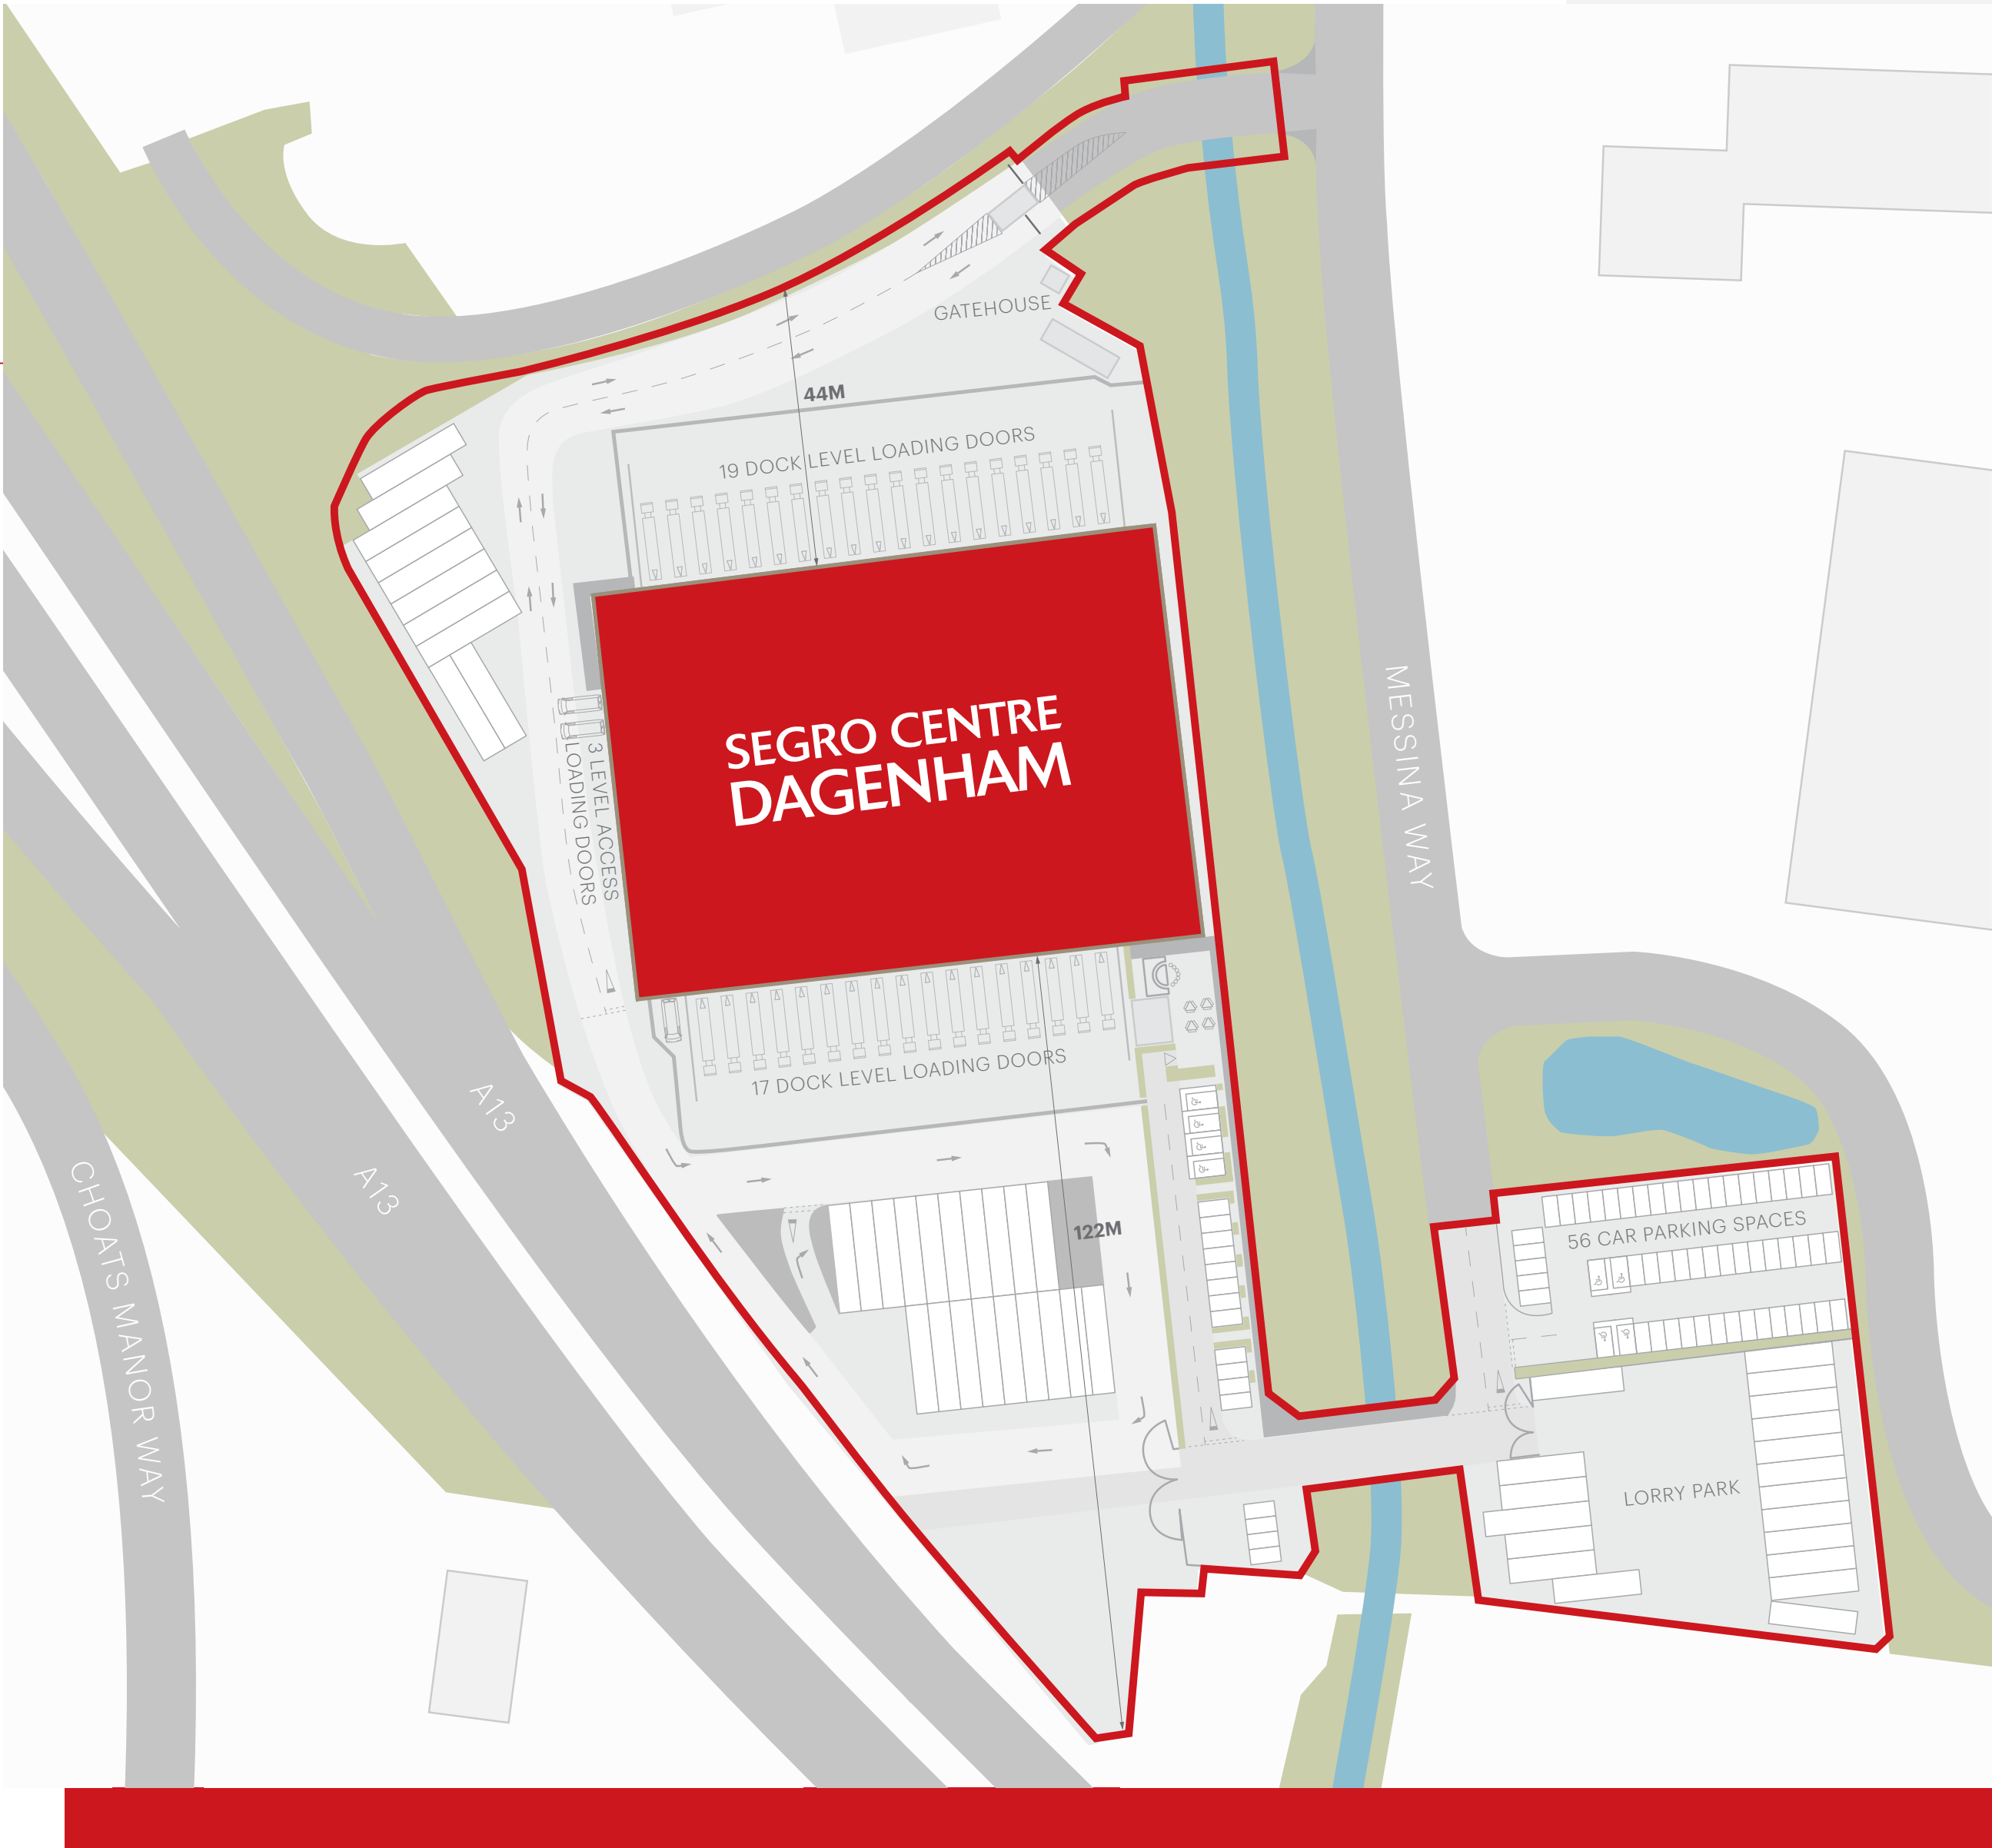 GATEHOUSE
44M
19 DOCK LEVEL LOADING DOORS
SEGRO CENTRE
DAGENHAM
3 LEVEL ACCESS
LOADING DOORS
MESSINA WAY
17 DOCK LEVEL LOADING DOORS
A13
A13
CHOATS MANOR WAY
122M
56 CAR PARKING SPACES
LORRY PARK